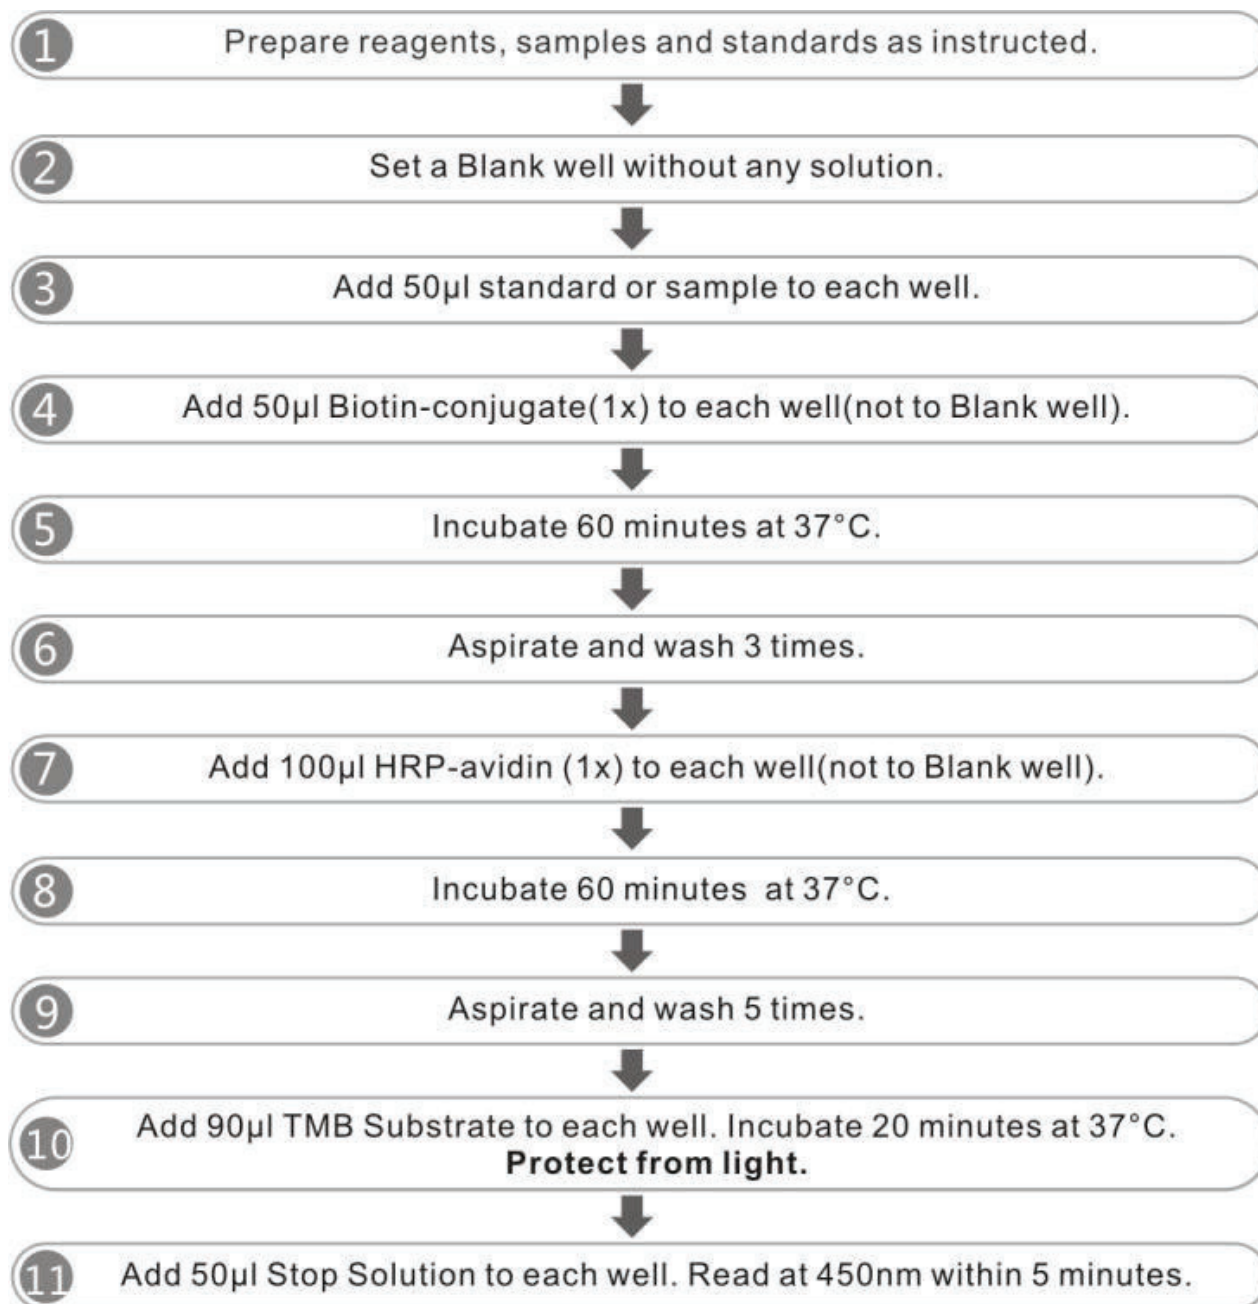 1 Prepare reagents, samples and standards as instructed.
2 Set a Blank well without any solution.
3 Add 50µl standard or sample to each well.
4 Add 50µl Biotin-conjugate(1x) to each well(not to Blank well).
5 Incubate 60 minutes at 37°C.
6 Aspirate and wash 3 times.
7 Add 100µl HRP-avidin (1x) to each well(not to Blank well).
8 Incubate 60 minutes at 37°C.
9 Aspirate and wash 5 times.
10 Add 90µl TMB Substrate to each well. Incubate 20 minutes at 37°C.
Protect from light.
11 Add 50µl Stop Solution to each well. Read at 450nm within 5 minutes.